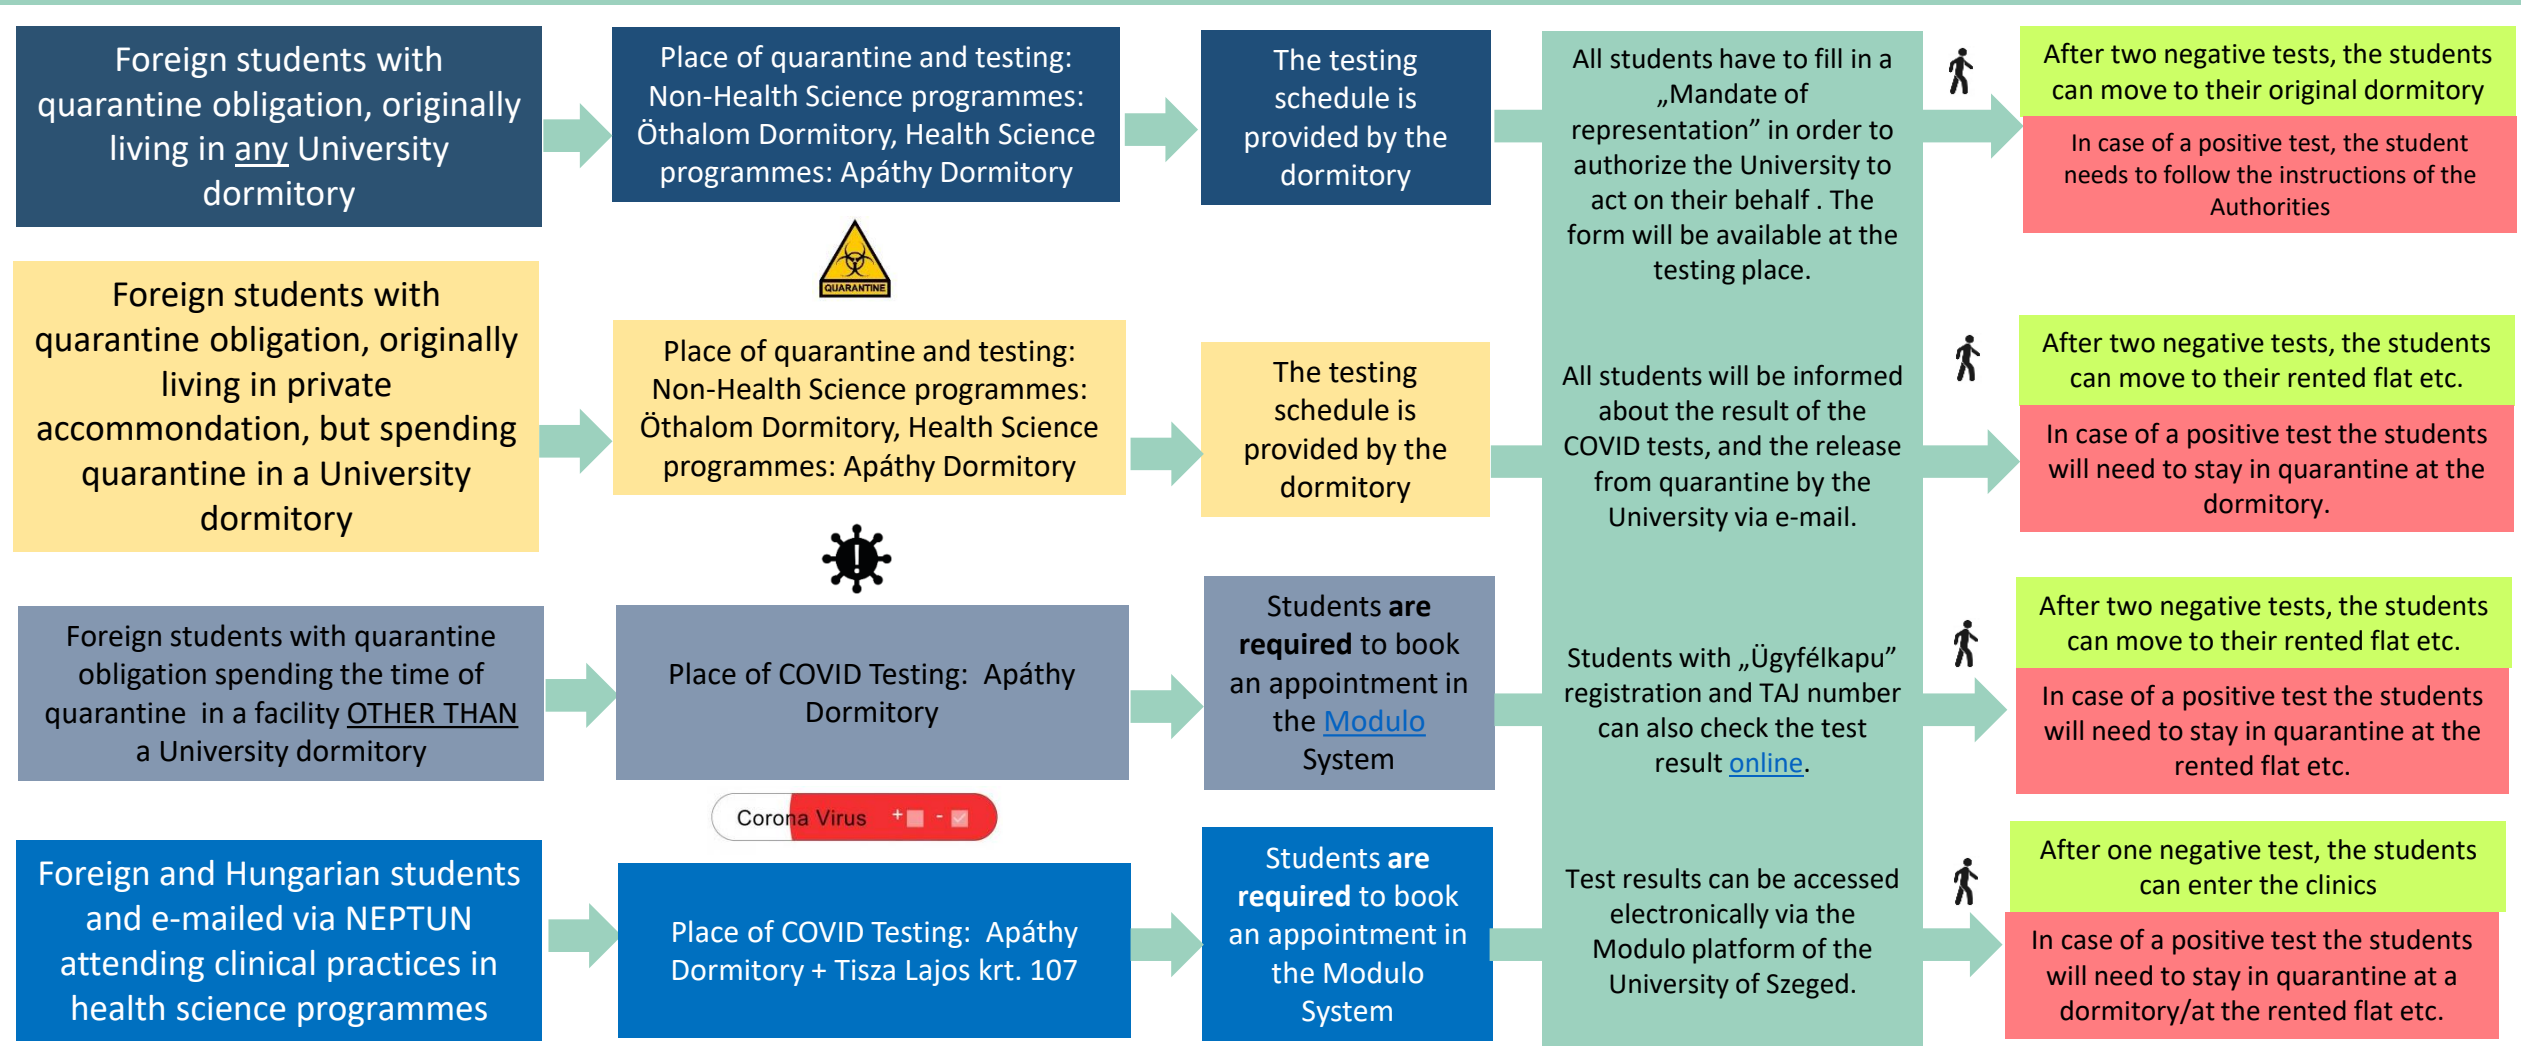 Foreign students with
quarantine obligation, originally
living in any University
dormitory
Place of quarantine and testing:
Non-Health Science programmes:
Öthalom Dormitory, Health Science
programmes: Apáthy Dormitory
The testing
schedule is
provided by the
dormitory
All students have to fill in a
„Mandate of
representation” in order to
authorize the University to
act on their behalf . The
form will be available at the
testing place.
After two negative tests, the students
can move to their original dormitory
In case of a positive test, the student
needs to follow the instructions of the
Authorities
QUARANTINE
Foreign students with
quarantine obligation, originally
living in private
accommondation, but spending
quarantine in a University
dormitory
Place of quarantine and testing:
Non-Health Science programmes:
Öthalom Dormitory, Health Science
programmes: Apáthy Dormitory
The testing
schedule is
provided by the
dormitory
All students will be informed
about the result of the
COVID tests, and the release
from quarantine by the
University via e-mail.
After two negative tests, the students
can move to their rented flat etc.
In case of a positive test the students
will need to stay in quarantine at the
dormitory.
Foreign students with quarantine
obligation spending the time of
quarantine in a facility OTHER THAN
a University dormitory
Place of COVID Testing: Apáthy
Dormitory
Students are
required to book
an appointment in
the Modulo
System
Students with „Ügyfélkapu”
registration and TAJ number
can also check the test
result online.
After two negative tests, the students
can move to their rented flat etc.
In case of a positive test the students
will need to stay in quarantine at the
rented flat etc.
Corona Virus + -
Foreign and Hungarian students
and e-mailed via NEPTUN
attending clinical practices in
health science programmes
Place of COVID Testing: Apáthy
Dormitory + Tisza Lajos krt. 107
Students are
required to book
an appointment in
the Modulo
System
Test results can be accessed
electronically via the
Modulo platform of the
University of Szeged.
After one negative test, the students
can enter the clinics
In case of a positive test the students
will need to stay in quarantine at a
dormitory/at the rented flat etc.